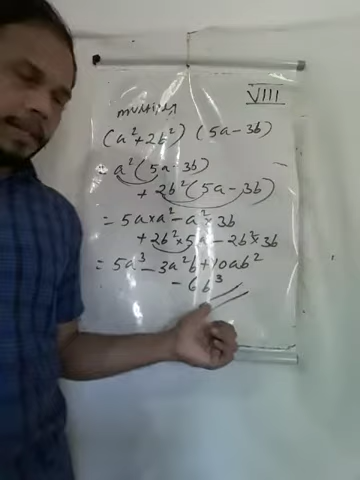 VIII
multiply
(a²+2b²) (5a-3b)
= a²(5a-3b)
+ 2b²(5a-3b)
= 5a×a²-a²×3b
+2b²×5a-2b²×3b
= 5a³-3a²b+10ab²
-6b³